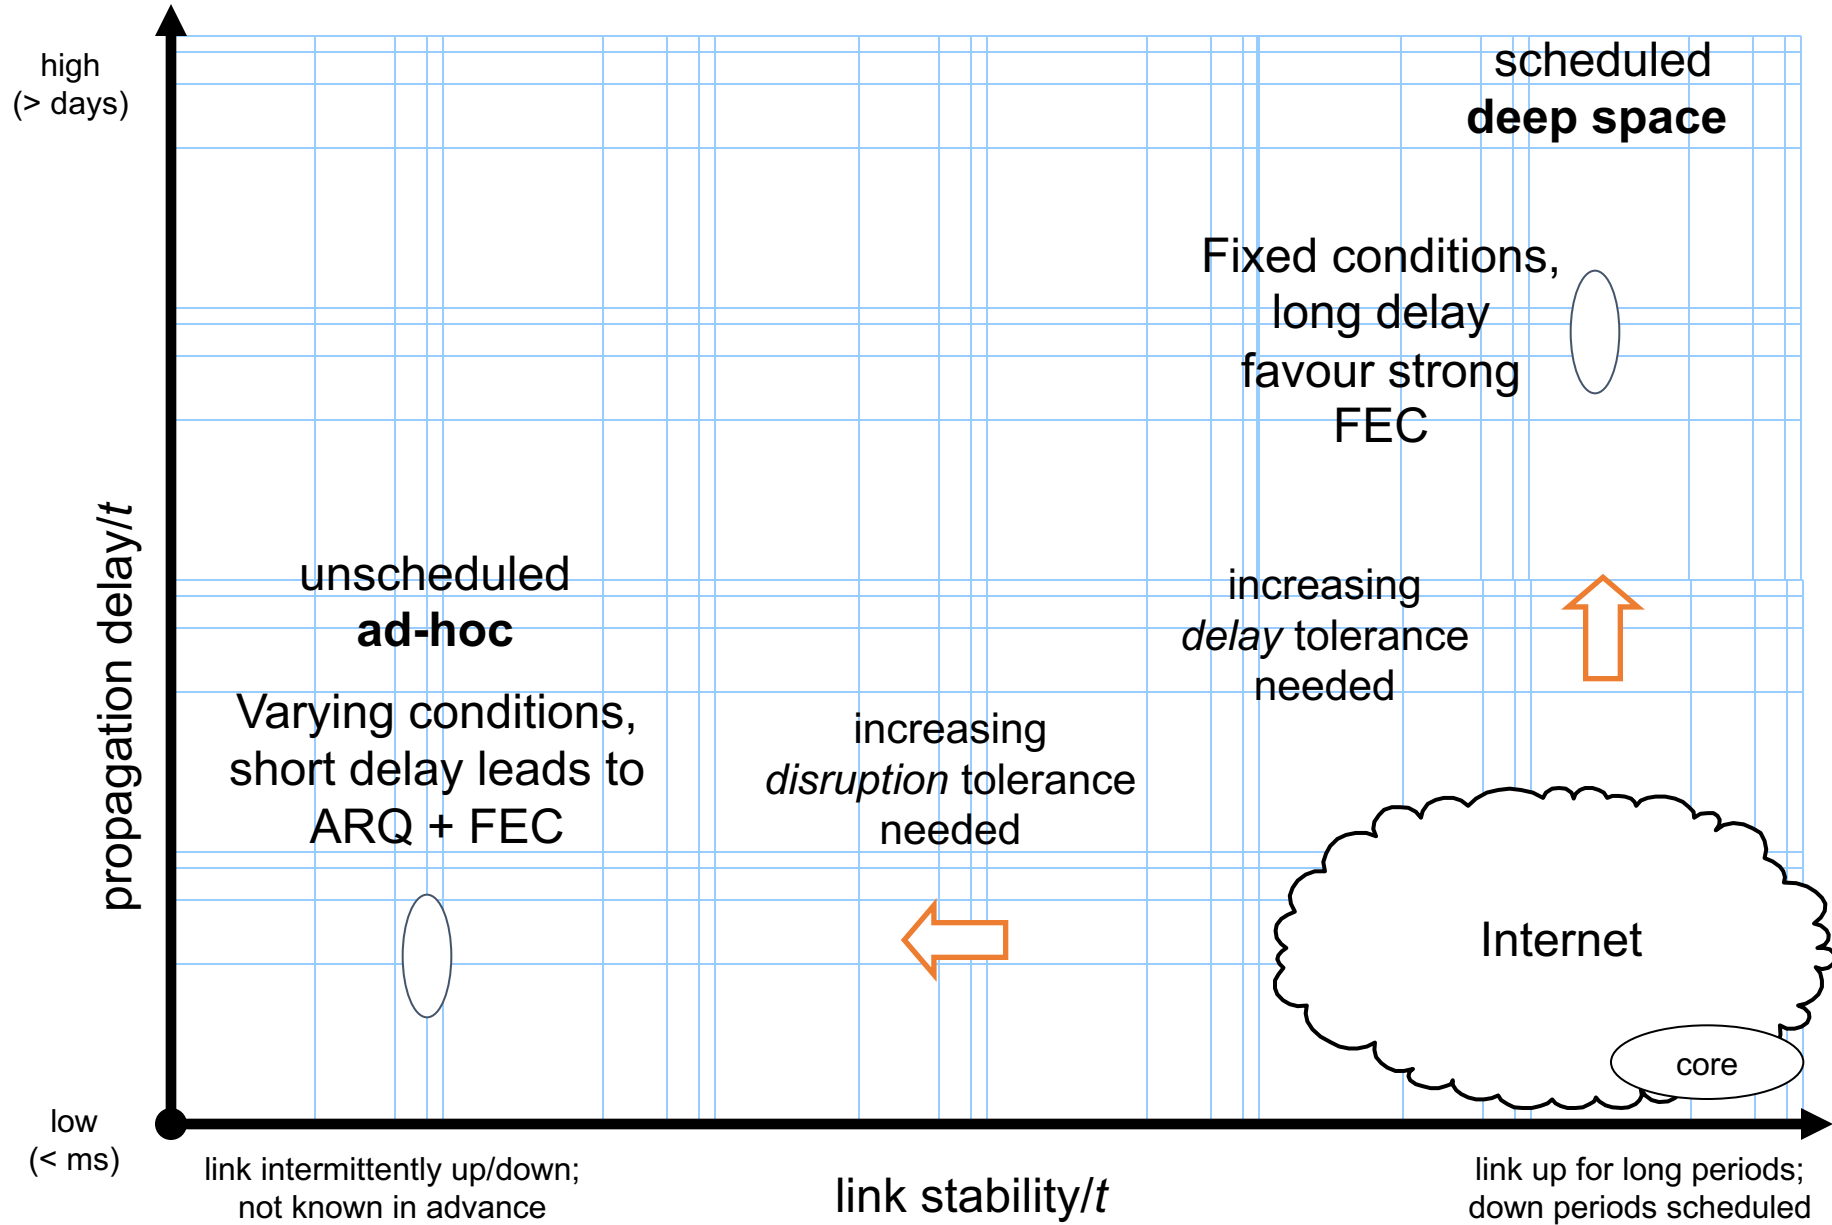 high
(> days)
scheduled
deep space
Fixed conditions,
long delay
favour strong
FEC
propagation delay/t
unscheduled
ad-hoc
Varying conditions,
short delay leads to
ARQ + FEC
increasing
disruption tolerance
needed
increasing
delay tolerance
needed
Internet
core
low
(< ms)
link intermittently up/down;
not known in advance
link stability/t
link up for long periods;
down periods scheduled